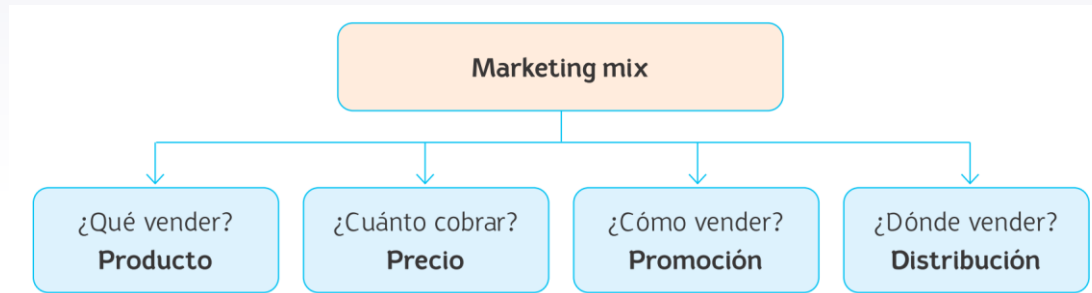 Marketing mix
¿Qué vender?
Producto
¿Cuánto cobrar?
Precio
¿Cómo vender?
Promoción
¿Dónde vender?
Distribución